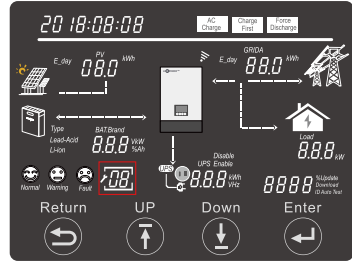 20 18:08:08
AC Charge
Charge First
Force Discharge
PV
E_day 08.0 kWh
GRIDA
E_day 88.0 kWh
Type
Lead-Acid
Li-ion
BAT.Brand
8.8.8 VkW %Ah
Load
8.8.8 kW
Disable
UPS Enable
UPS
8.8.8 kWh VHz
Normal Warning Fault
08
8888 %Update Download ID Auto Test
Return UP Down Enter